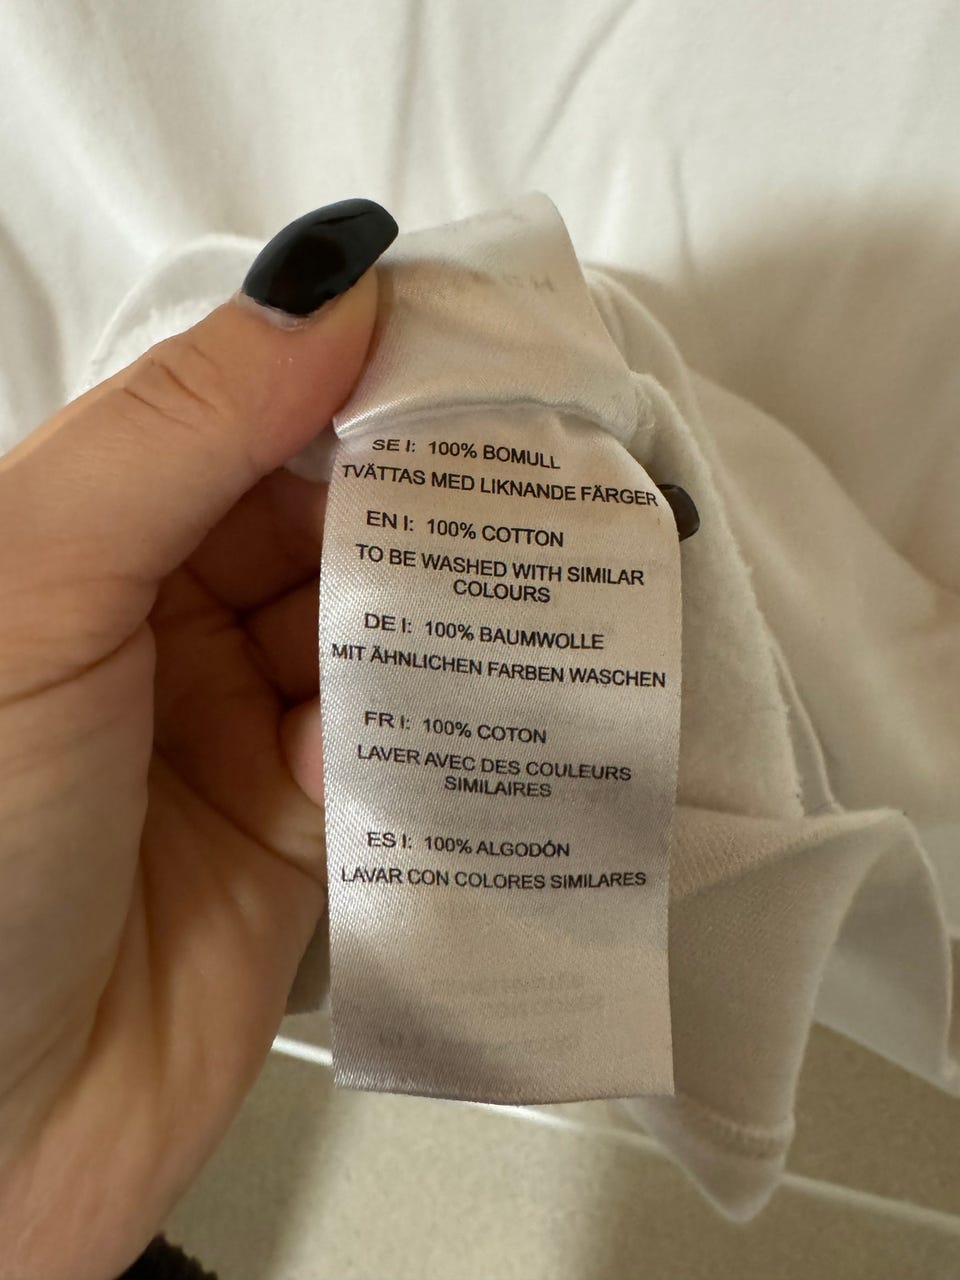 SE I: 100% BOMULL
TVÄTTAS MED LIKNANDE FÄRGER
EN I: 100% COTTON
TO BE WASHED WITH SIMILAR
COLOURS
DE I: 100% BAUMWOLLE
MIT ÄHNLICHEN FARBEN WASCHEN
FR I: 100% COTON
LAVER AVEC DES COULEURS
SIMILAIRES
ES I: 100% ALGODÓN
LAVAR CON COLORES SIMILARES